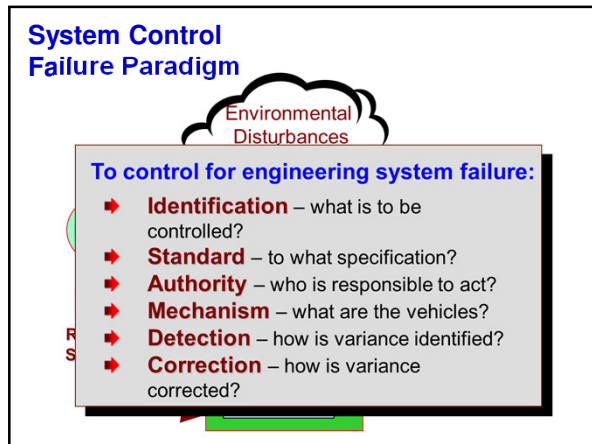 System Control
Failure Paradigm
Environmental
Disturbances
To control for engineering system failure:
Identification – what is to be
controlled?
Standard – to what specification?
Authority – who is responsible to act?
Mechanism – what are the vehicles?
Detection – how is variance identified?
Correction – how is variance
corrected?
R
S